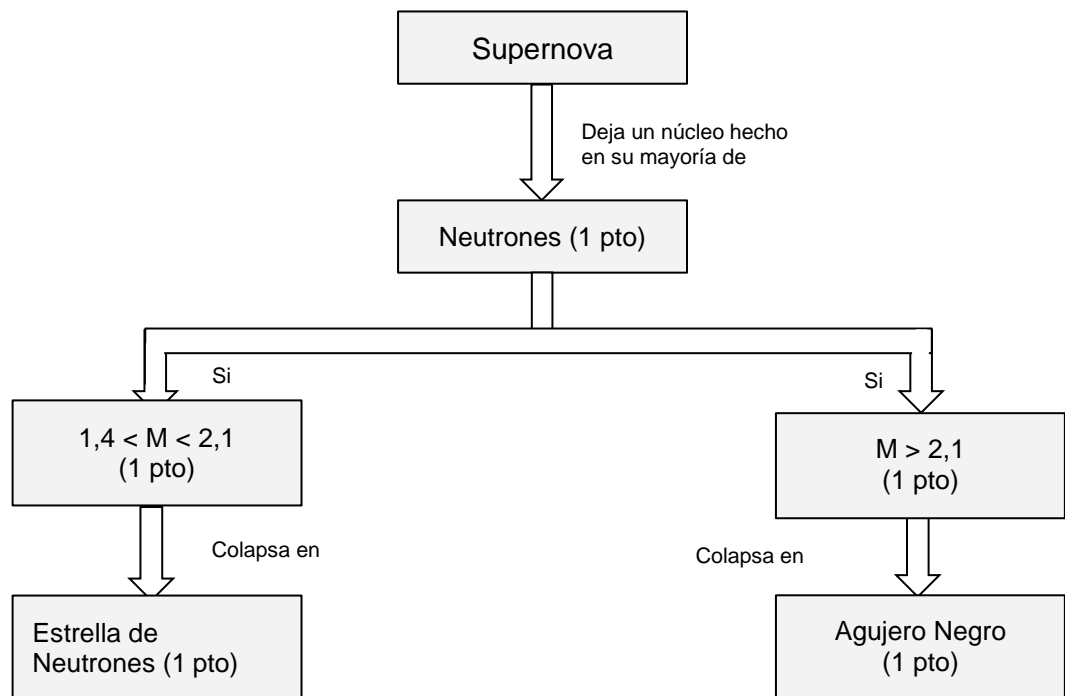 Supernova
Deja un núcleo hecho
en su mayoría de
Neutrones (1 pto)
Si
Si
1,4 < M < 2,1
(1 pto)
M > 2,1
(1 pto)
Colapsa en
Colapsa en
Estrella de
Neutrones (1 pto)
Agujero Negro
(1 pto)